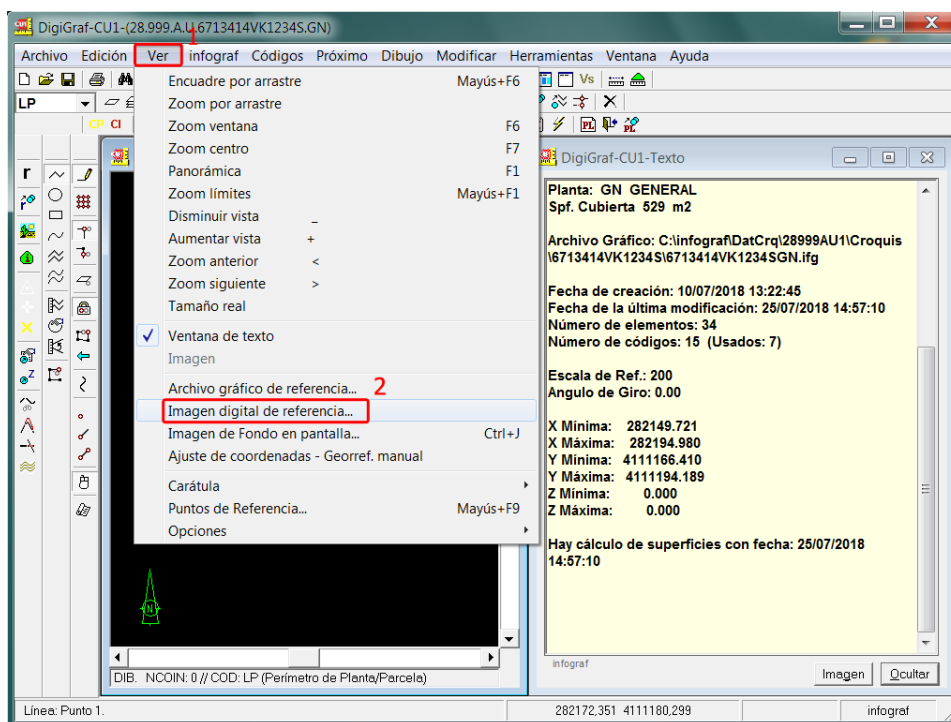 DigiGraf-CU1-(28.999.A.U.6713414VK1234S.GN)
1
Archivo Edición Ver infograf Códigos Próximo Dibujo Modificar Herramientas Ventana Ayuda
Vs
LP
CP CI
PL
r
Z
Encuadre por arrastre Mayús+F6
Zoom por arrastre
Zoom ventana F6
Zoom centro F7
Panorámica F1
Zoom límites Mayús+F1
Disminuir vista _
Aumentar vista +
Zoom anterior <
Zoom siguiente >
Tamaño real
Ventana de texto
Imagen
Archivo gráfico de referencia... 2
Imagen digital de referencia...
Imagen de Fondo en pantalla... Ctrl+J
Ajuste de coordenadas - Georref. manual
Carátula
Puntos de Referencia... Mayús+F9
Opciones
N
DIB. NCOIN: 0 // COD: LP (Perímetro de Planta/Parcela)
DigiGraf-CU1-Texto
Planta: GN GENERAL
Spf. Cubierta 529 m2
Archivo Gráfico: C:\infograf\DatCrq\28999AU1\Croquis
\6713414VK1234S\6713414VK1234SGN.ifg
Fecha de creación: 10/07/2018 13:22:45
Fecha de la última modificación: 25/07/2018 14:57:10
Número de elementos: 34
Número de códigos: 15 (Usados: 7)
Escala de Ref.: 200
Angulo de Giro: 0.00
X Mínima: 282149.721
X Máxima: 282194.980
Y Mínima: 4111166.410
Y Máxima: 4111194.189
Z Mínima: 0.000
Z Máxima: 0.000
Hay cálculo de superficies con fecha: 25/07/2018
14:57:10
infograf
Imagen Ocultar
Línea: Punto 1. 282172,351 4111180,299 infograf